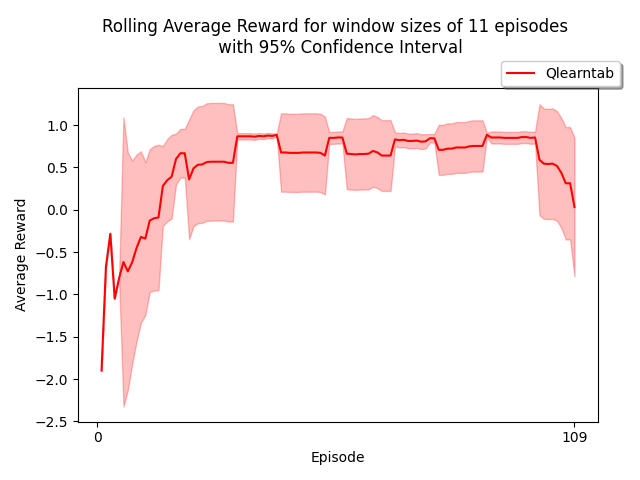 Rolling Average Reward for window sizes of 11 episodes
with 95% Confidence Interval
Qlearntab
1.0
0.5
0.0
−0.5
−1.0
−1.5
−2.0
−2.5
Average Reward
0
109
Episode